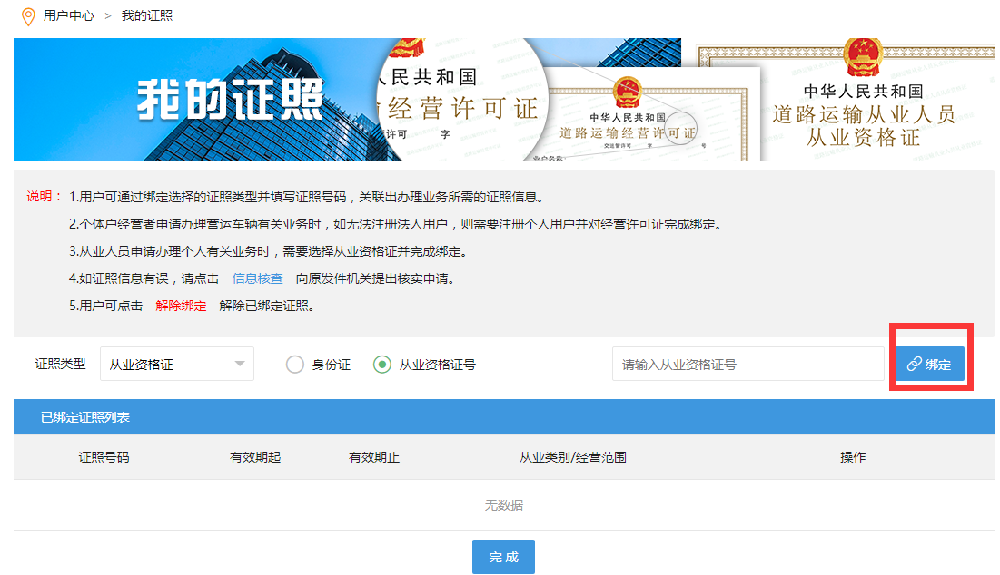 用户中心 > 我的证照
我的证照
人民共和国
经营许可证
许可 字
中华人民共和国
道路运输经营许可证
交运管许可 字 号
业户名称:
中华人民共和国
道路运输从业人员
从业资格证
说明： 1.用户可通过绑定选择的证照类型并填写证照号码，关联出办理业务所需的证照信息。
2.个体户经营者申请办理营运车辆有关业务时，如无法注册法人用户，则需要注册个人用户并对经营许可证完成绑定。
3.从业人员申请办理个人有关业务时，需要选择从业资格证并完成绑定。
4.如证照信息有误，请点击 信息核查 向原发件机关提出核实申请。
5.用户可点击 解除绑定 解除已绑定证照。
证照类型 从业资格证 身份证 从业资格证号 请输入从业资格证号 绑定
已绑定证照列表
证照号码 有效期起 有效期止 从业类别/经营范围 操作
无数据
完 成